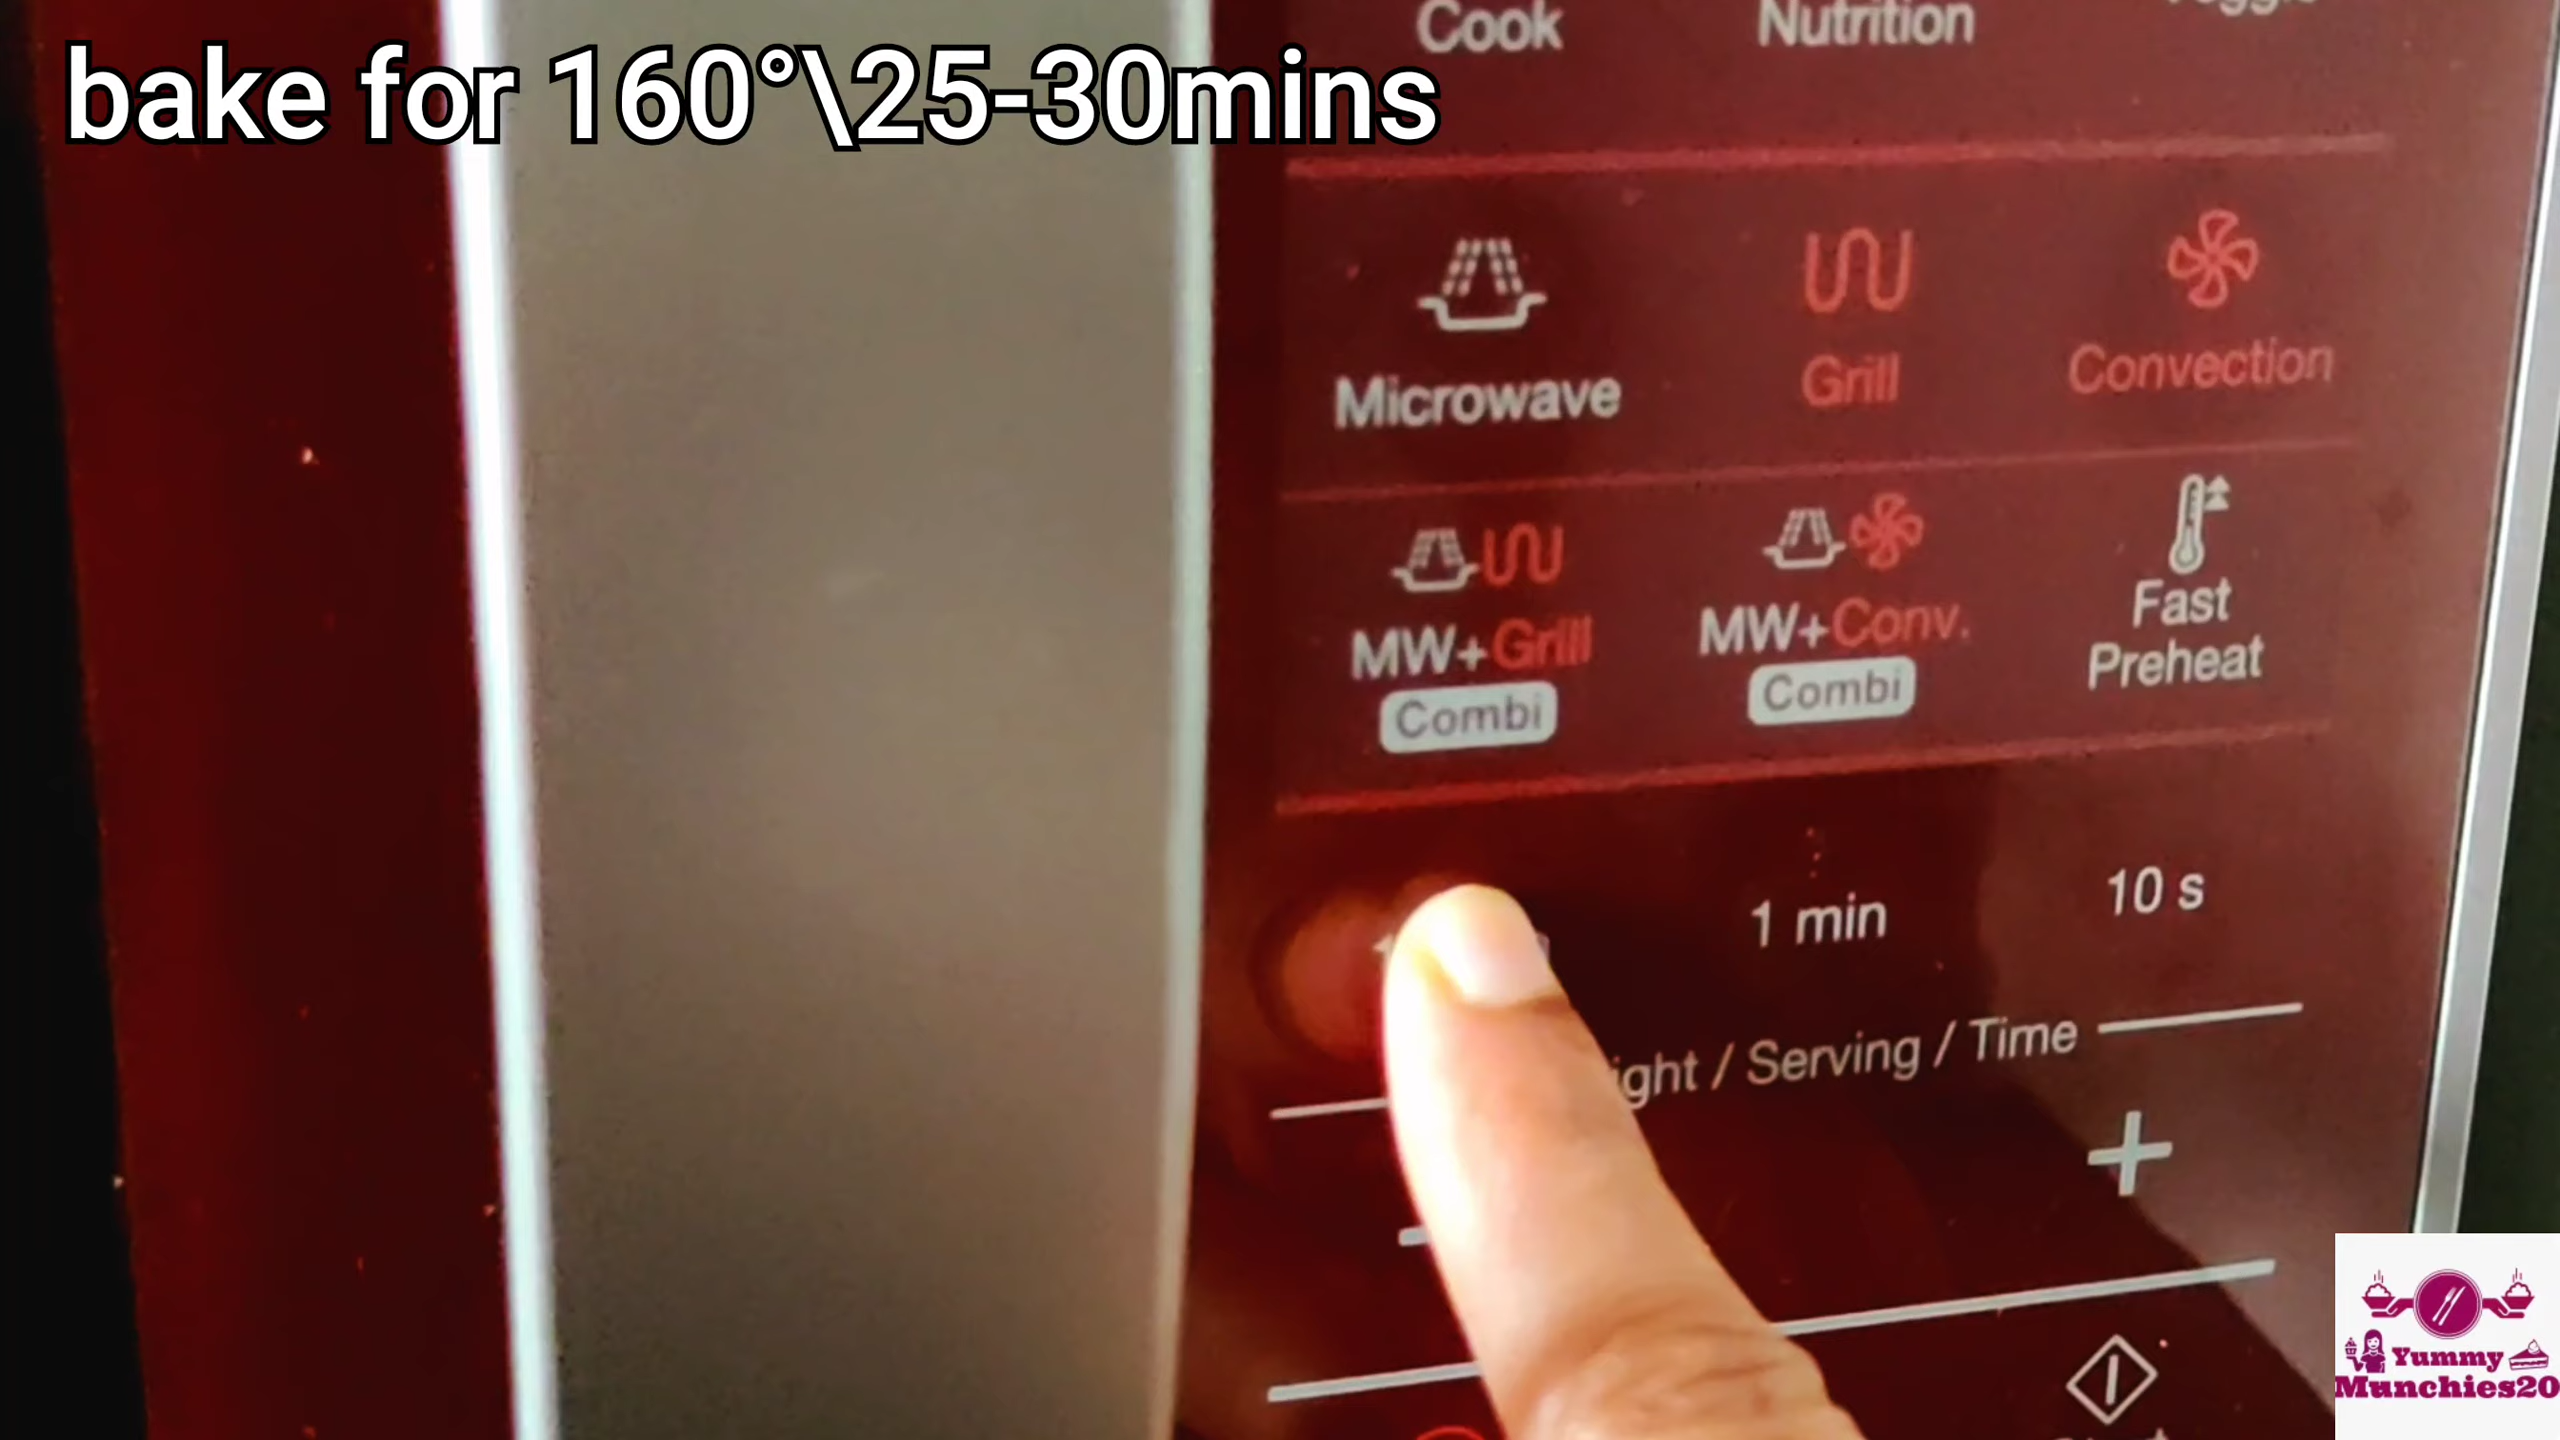 bake for 160°\25-30mins
Cook
Nutrition
Microwave
Grill
Convection
MW+Grill
Combi
MW+Conv.
Combi
Fast
Preheat
1 min
10 s
/ Serving / Time
+
Yummy
Munchies20